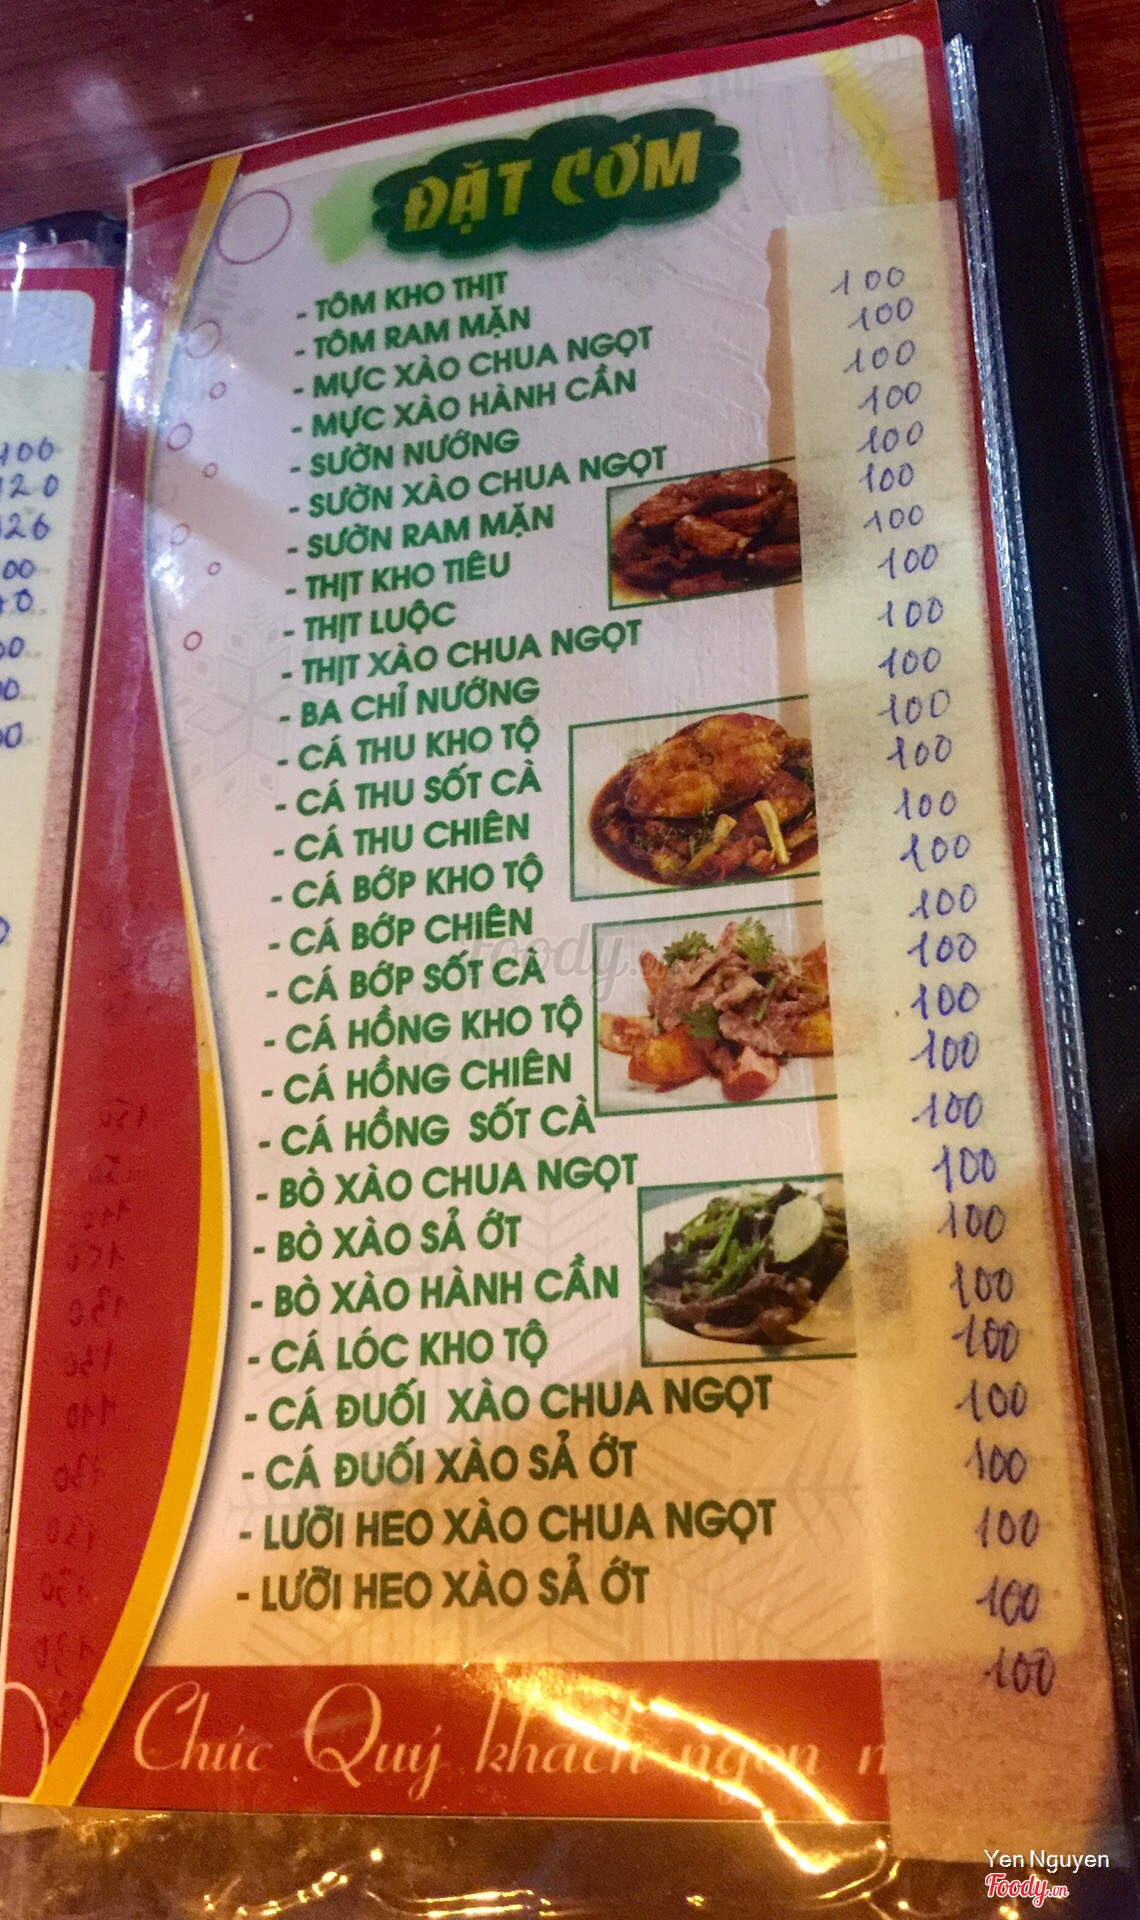 ĐẶT CƠM
- TÔM KHO THỊT 100
- TÔM RAM MẶN 100
- MỰC XÀO CHUA NGỌT 100
- MỰC XÀO HÀNH CẦN 100
- SƯỜN NƯỚNG 100
- SƯỜN XÀO CHUA NGỌT 100
- SƯỜN RAM MẶN 100
- THỊT KHO TIÊU 100
- THỊT LUỘC 100
- THỊT XÀO CHUA NGỌT 100
- BA CHỈ NƯỚNG 100
- CÁ THU KHO TỘ 100
- CÁ THU SỐT CÀ 100
- CÁ THU CHIÊN 100
- CÁ BỚP KHO TỘ 100
- CÁ BỚP CHIÊN 100
- CÁ BỚP SỐT CÀ 100
- CÁ HỒNG KHO TỘ 100
- CÁ HỒNG CHIÊN 100
- CÁ HỒNG SỐT CÀ 100
- BÒ XÀO CHUA NGỌT 100
- BÒ XÀO SẢ ỚT 100
- BÒ XÀO HÀNH CẦN 100
- CÁ LÓC KHO TỘ 100
- CÁ ĐUỐI XÀO CHUA NGỌT 100
- CÁ ĐUỐI XÀO SẢ ỚT 100
- LƯỠI HEO XÀO CHUA NGỌT 100
- LƯỠI HEO XÀO SẢ ỚT 100
Chúc Quý khách ngon
Foody.vn
Yen Nguyen
Foody.vn